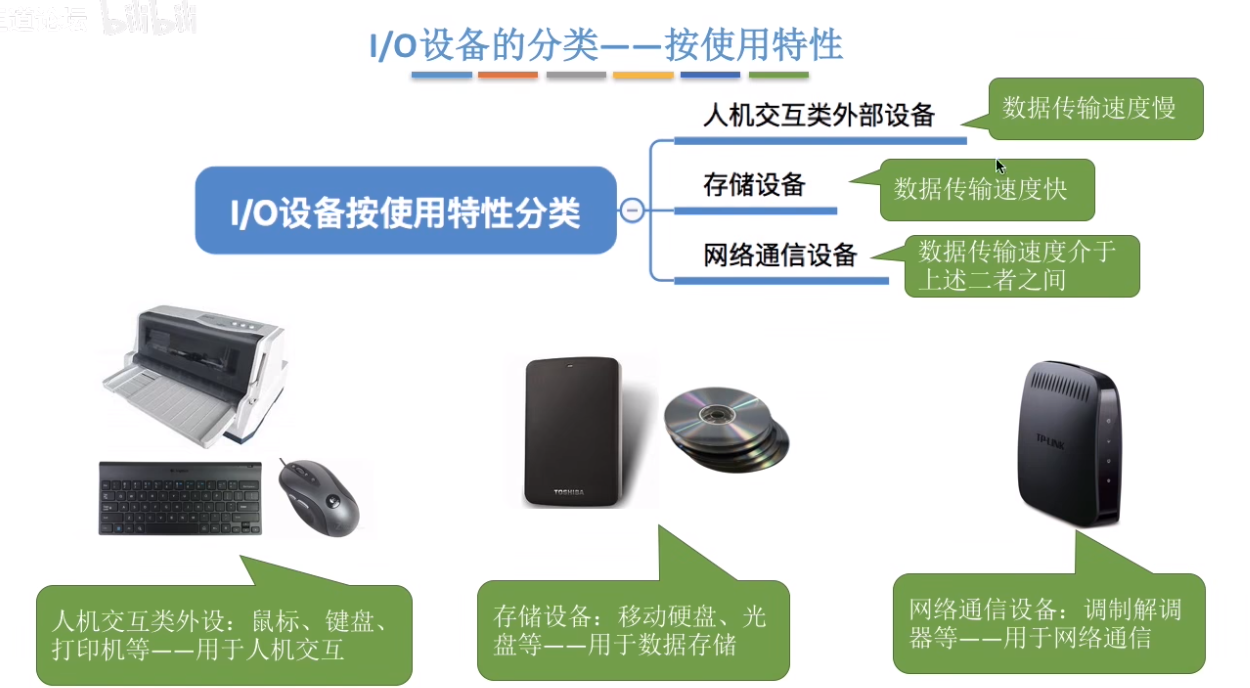 bilibili
I/O设备的分类——按使用特性
人机交互类外部设备
数据传输速度慢
I/O设备按使用特性分类
存储设备
数据传输速度快
网络通信设备
数据传输速度介于
上述二者之间
TOSHIBA
TP-LINK
人机交互类外设：鼠标、键盘、
打印机等——用于人机交互
存储设备：移动硬盘、光
盘等——用于数据存储
网络通信设备：调制解调
器等——用于网络通信